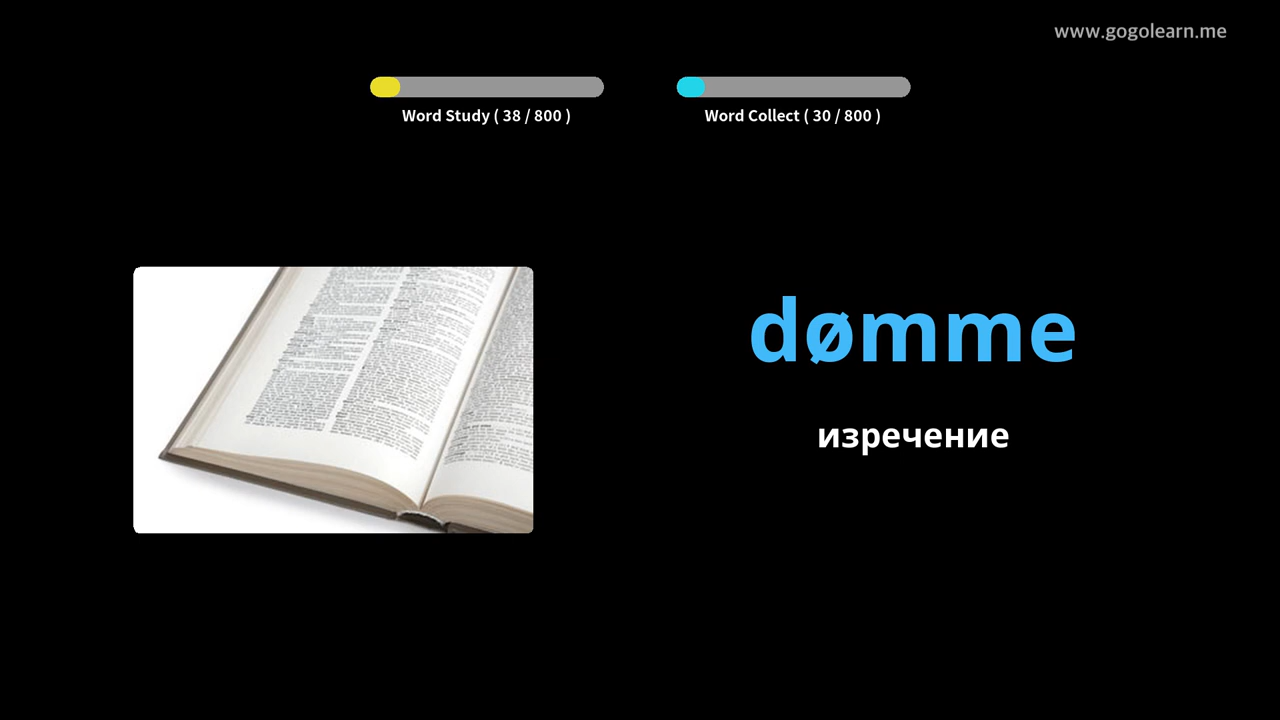 www.gogolearn.me
Word Study ( 38 / 800 )
Word Collect ( 30 / 800 )
dømme
изречение